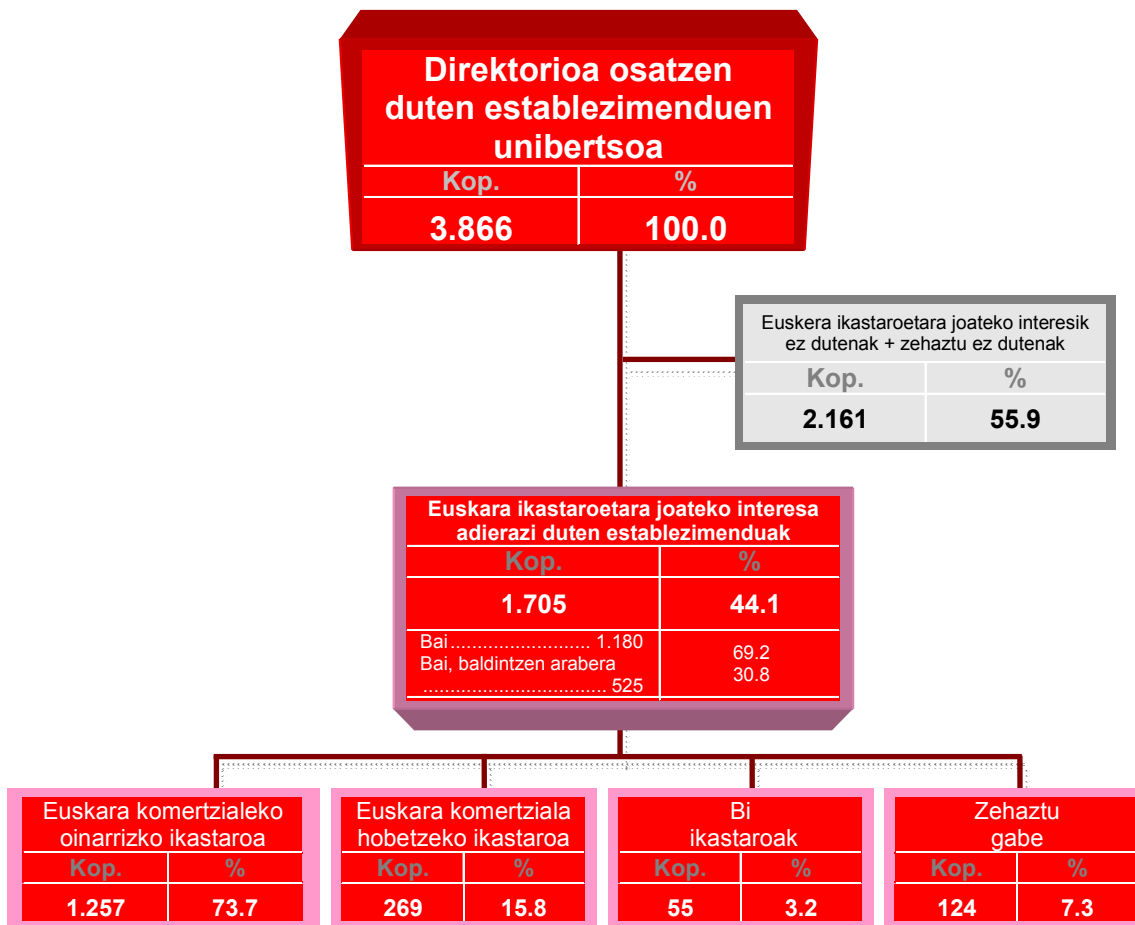 Direktorioa osatzen
duten establezimenduen
unibertsoa
Kop. %
3.866 100.0
Euskera ikastaroetara joateko interesik
ez dutenak + zehaztu ez dutenak
Kop. %
2.161 55.9
Euskara ikastaroetara joateko interesa
adierazi duten establezimenduak
Kop. %
1.705 44.1
Bai......................... 1.180 69.2
Bai, baldintzen arabera
................................. 525 30.8
Euskara komertzialeko
oinarrizko ikastaroa
Kop. %
1.257 73.7
Euskara komertziala
hobetzeko ikastaroa
Kop. %
269 15.8
Bi
ikastaroak
Kop. %
55 3.2
Zehaztu
gabe
Kop. %
124 7.3